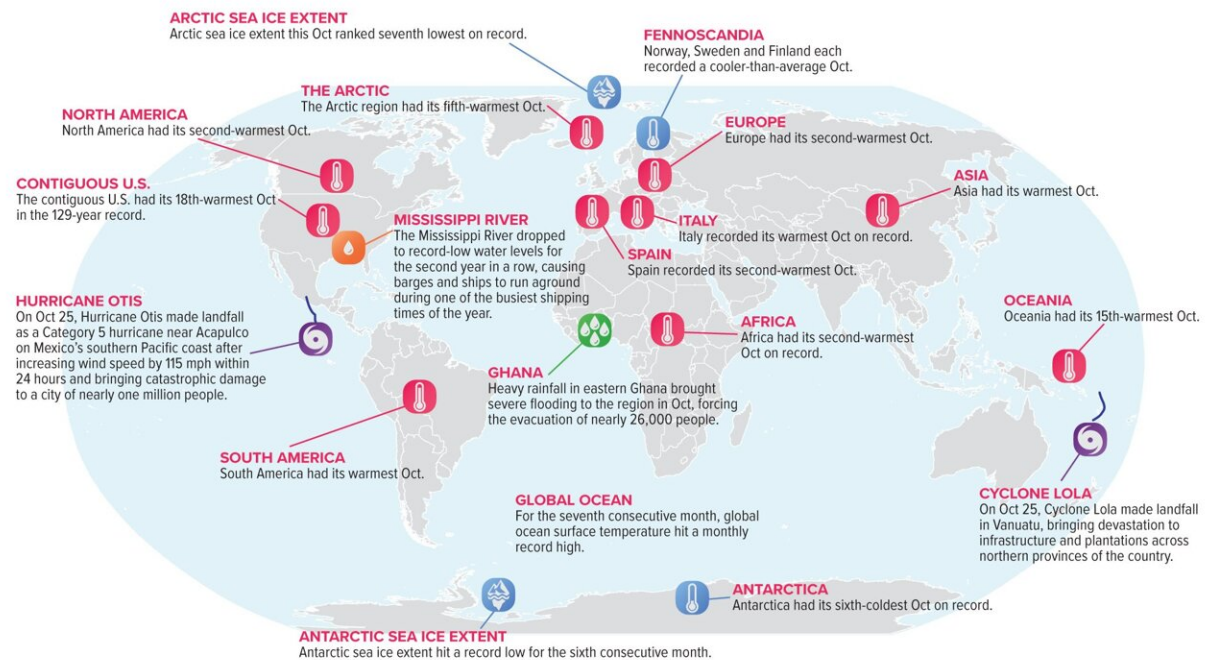 ARCTIC SEA ICE EXTENT
Arctic sea ice extent this Oct ranked seventh lowest on record.
FENNOSCANDIA
Norway, Sweden and Finland each
recorded a cooler-than-average Oct.
THE ARCTIC
The Arctic region had its fifth-warmest Oct.
NORTH AMERICA
North America had its second-warmest Oct.
EUROPE
Europe had its second-warmest Oct.
CONTIGUOUS U.S.
The contiguous U.S. had its 18th-warmest Oct
in the 129-year record.
ASIA
Asia had its warmest Oct.
MISSISSIPPI RIVER
The Mississippi River dropped
to record-low water levels for
the second year in a row, causing
barges and ships to run aground
during one of the busiest shipping
times of the year.
ITALY
Italy recorded its warmest Oct on record.
SPAIN
Spain recorded its second-warmest Oct.
HURRICANE OTIS
On Oct 25, Hurricane Otis made landfall
as a Category 5 hurricane near Acapulco
on Mexico's southern Pacific coast after
increasing wind speed by 115 mph within
24 hours and bringing catastrophic damage
to a city of nearly one million people.
OCEANIA
Oceania had its 15th-warmest Oct.
AFRICA
Africa had its second-warmest
Oct on record.
GHANA
Heavy rainfall in eastern Ghana brought
severe flooding to the region in Oct, forcing
the evacuation of nearly 26,000 people.
SOUTH AMERICA
South America had its warmest Oct.
GLOBAL OCEAN
For the seventh consecutive month, global
ocean surface temperature hit a monthly
record high.
CYCLONE LOLA
On Oct 25, Cyclone Lola made landfall
in Vanuatu, bringing devastation to
infrastructure and plantations across
northern provinces of the country.
ANTARCTICA
Antarctica had its sixth-coldest Oct on record.
ANTARCTIC SEA ICE EXTENT
Antarctic sea ice extent hit a record low for the sixth consecutive month.